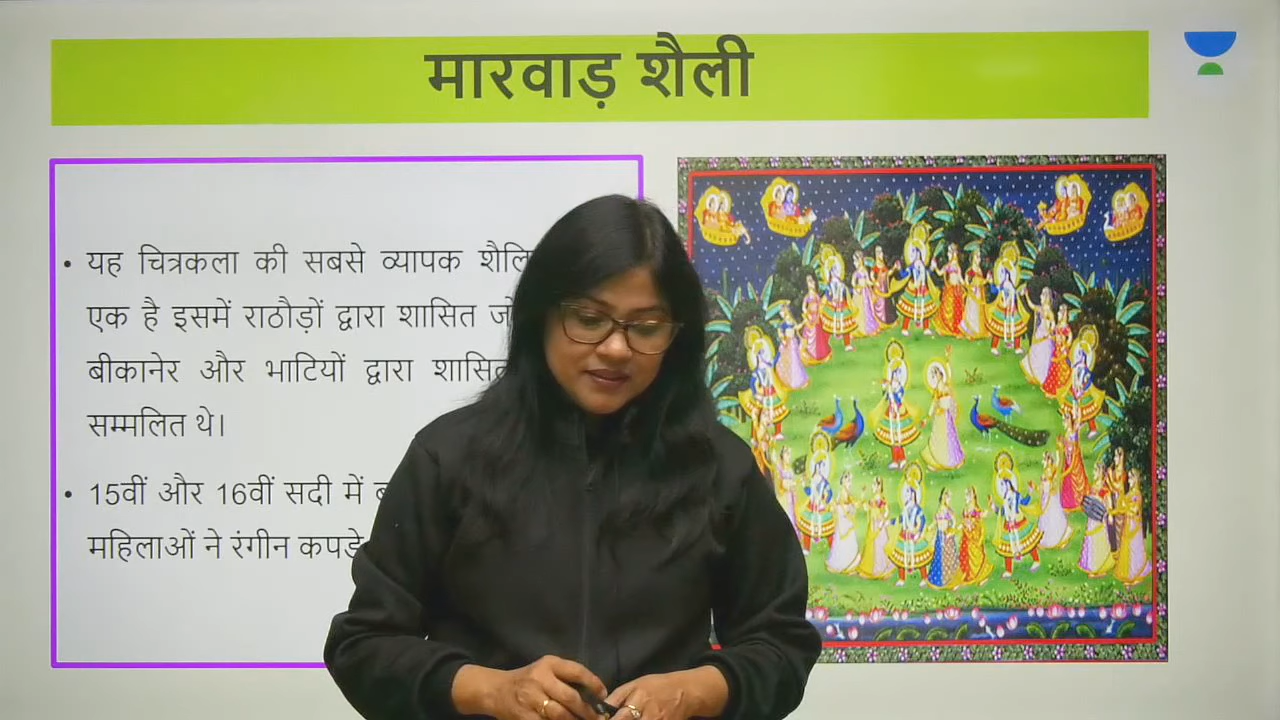 मारवाड़ शैली
• यह चित्रकला की सबसे व्यापक
एक है इसमें राठौड़ों द्वारा शासित
बीकानेर और भाटियों द्वारा
सम्मलित थे।
• 15वीं और 16वीं सदी में
महिलाओं ने रंगीन कपड़े